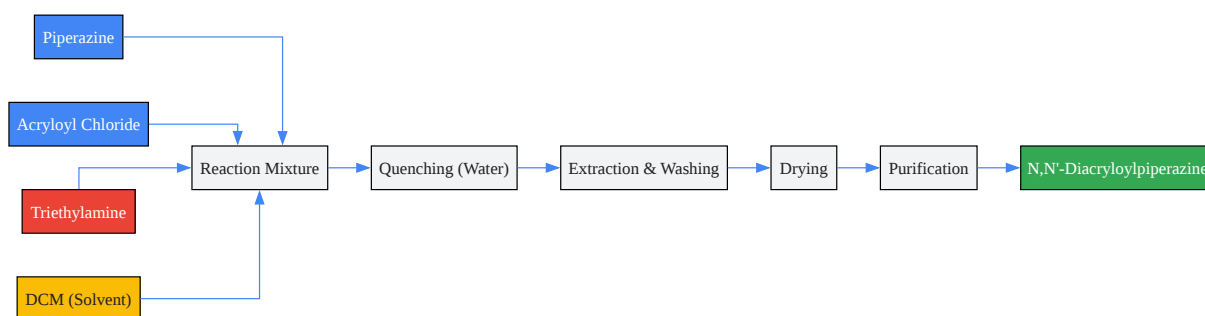 Piperazine
Acryloyl Chloride
Reaction Mixture
Quenching (Water)
Extraction & Washing
Drying
Purification
N,N'-Diacryloylpiperazine
Triethylamine
DCM (Solvent)